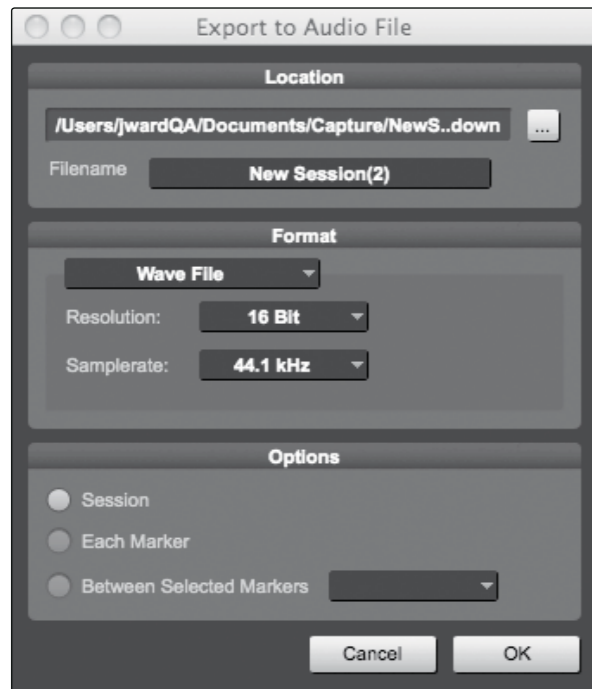 Export to Audio File
Location
/Users/jwardQA/Documents/Capture/NewS..down ...
Filename New Session(2)
Format
Wave File
Resolution: 16 Bit
Samplerate: 44.1 kHz
Options
Session
Each Marker
Between Selected Markers
Cancel OK